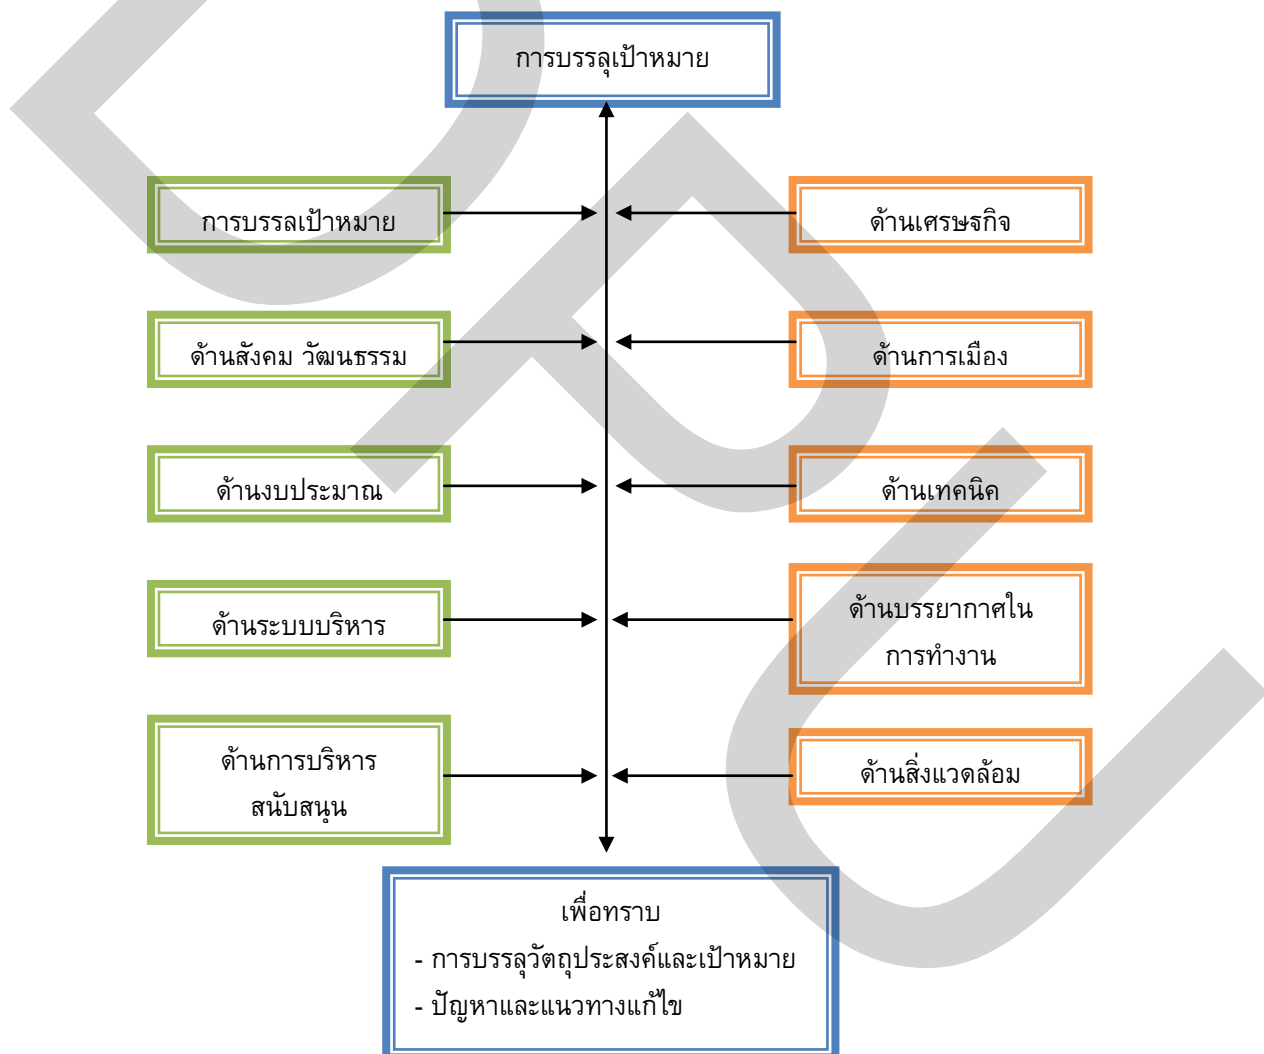 การบรรลุเป้าหมาย
การบรรลเป้าหมาย
ด้านเศรษฐกิจ
ด้านสังคม วัฒนธรรม
ด้านการเมือง
ด้านงบประมาณ
ด้านเทคนิค
ด้านระบบบริหาร
ด้านบรรยากาศใน
การทำงาน
ด้านการบริหาร
สนับสนุน
ด้านสิ่งแวดล้อม
เพื่อทราบ
- การบรรลุวัตถุประสงค์และเป้าหมาย
- ปัญหาและแนวทางแก้ไข
DPU